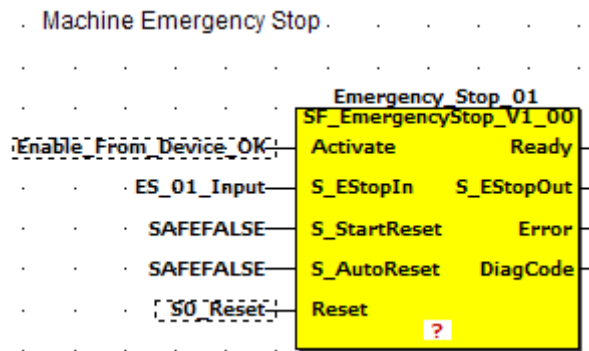 Machine Emergency Stop
Emergency_Stop_01
SF_EmergencyStop_V1_00
Enable_From_Device_OK Activate Ready
ES_01_Input S_EStopIn S_EStopOut
SAFEFALSE S_StartReset Error
SAFEFALSE S_AutoReset DiagCode
S0_Reset Reset
?